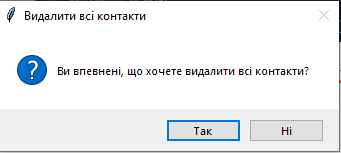 Видалити всі контакти
Ви впевнені, що хочете видалити всі контакти?
Так
Ні